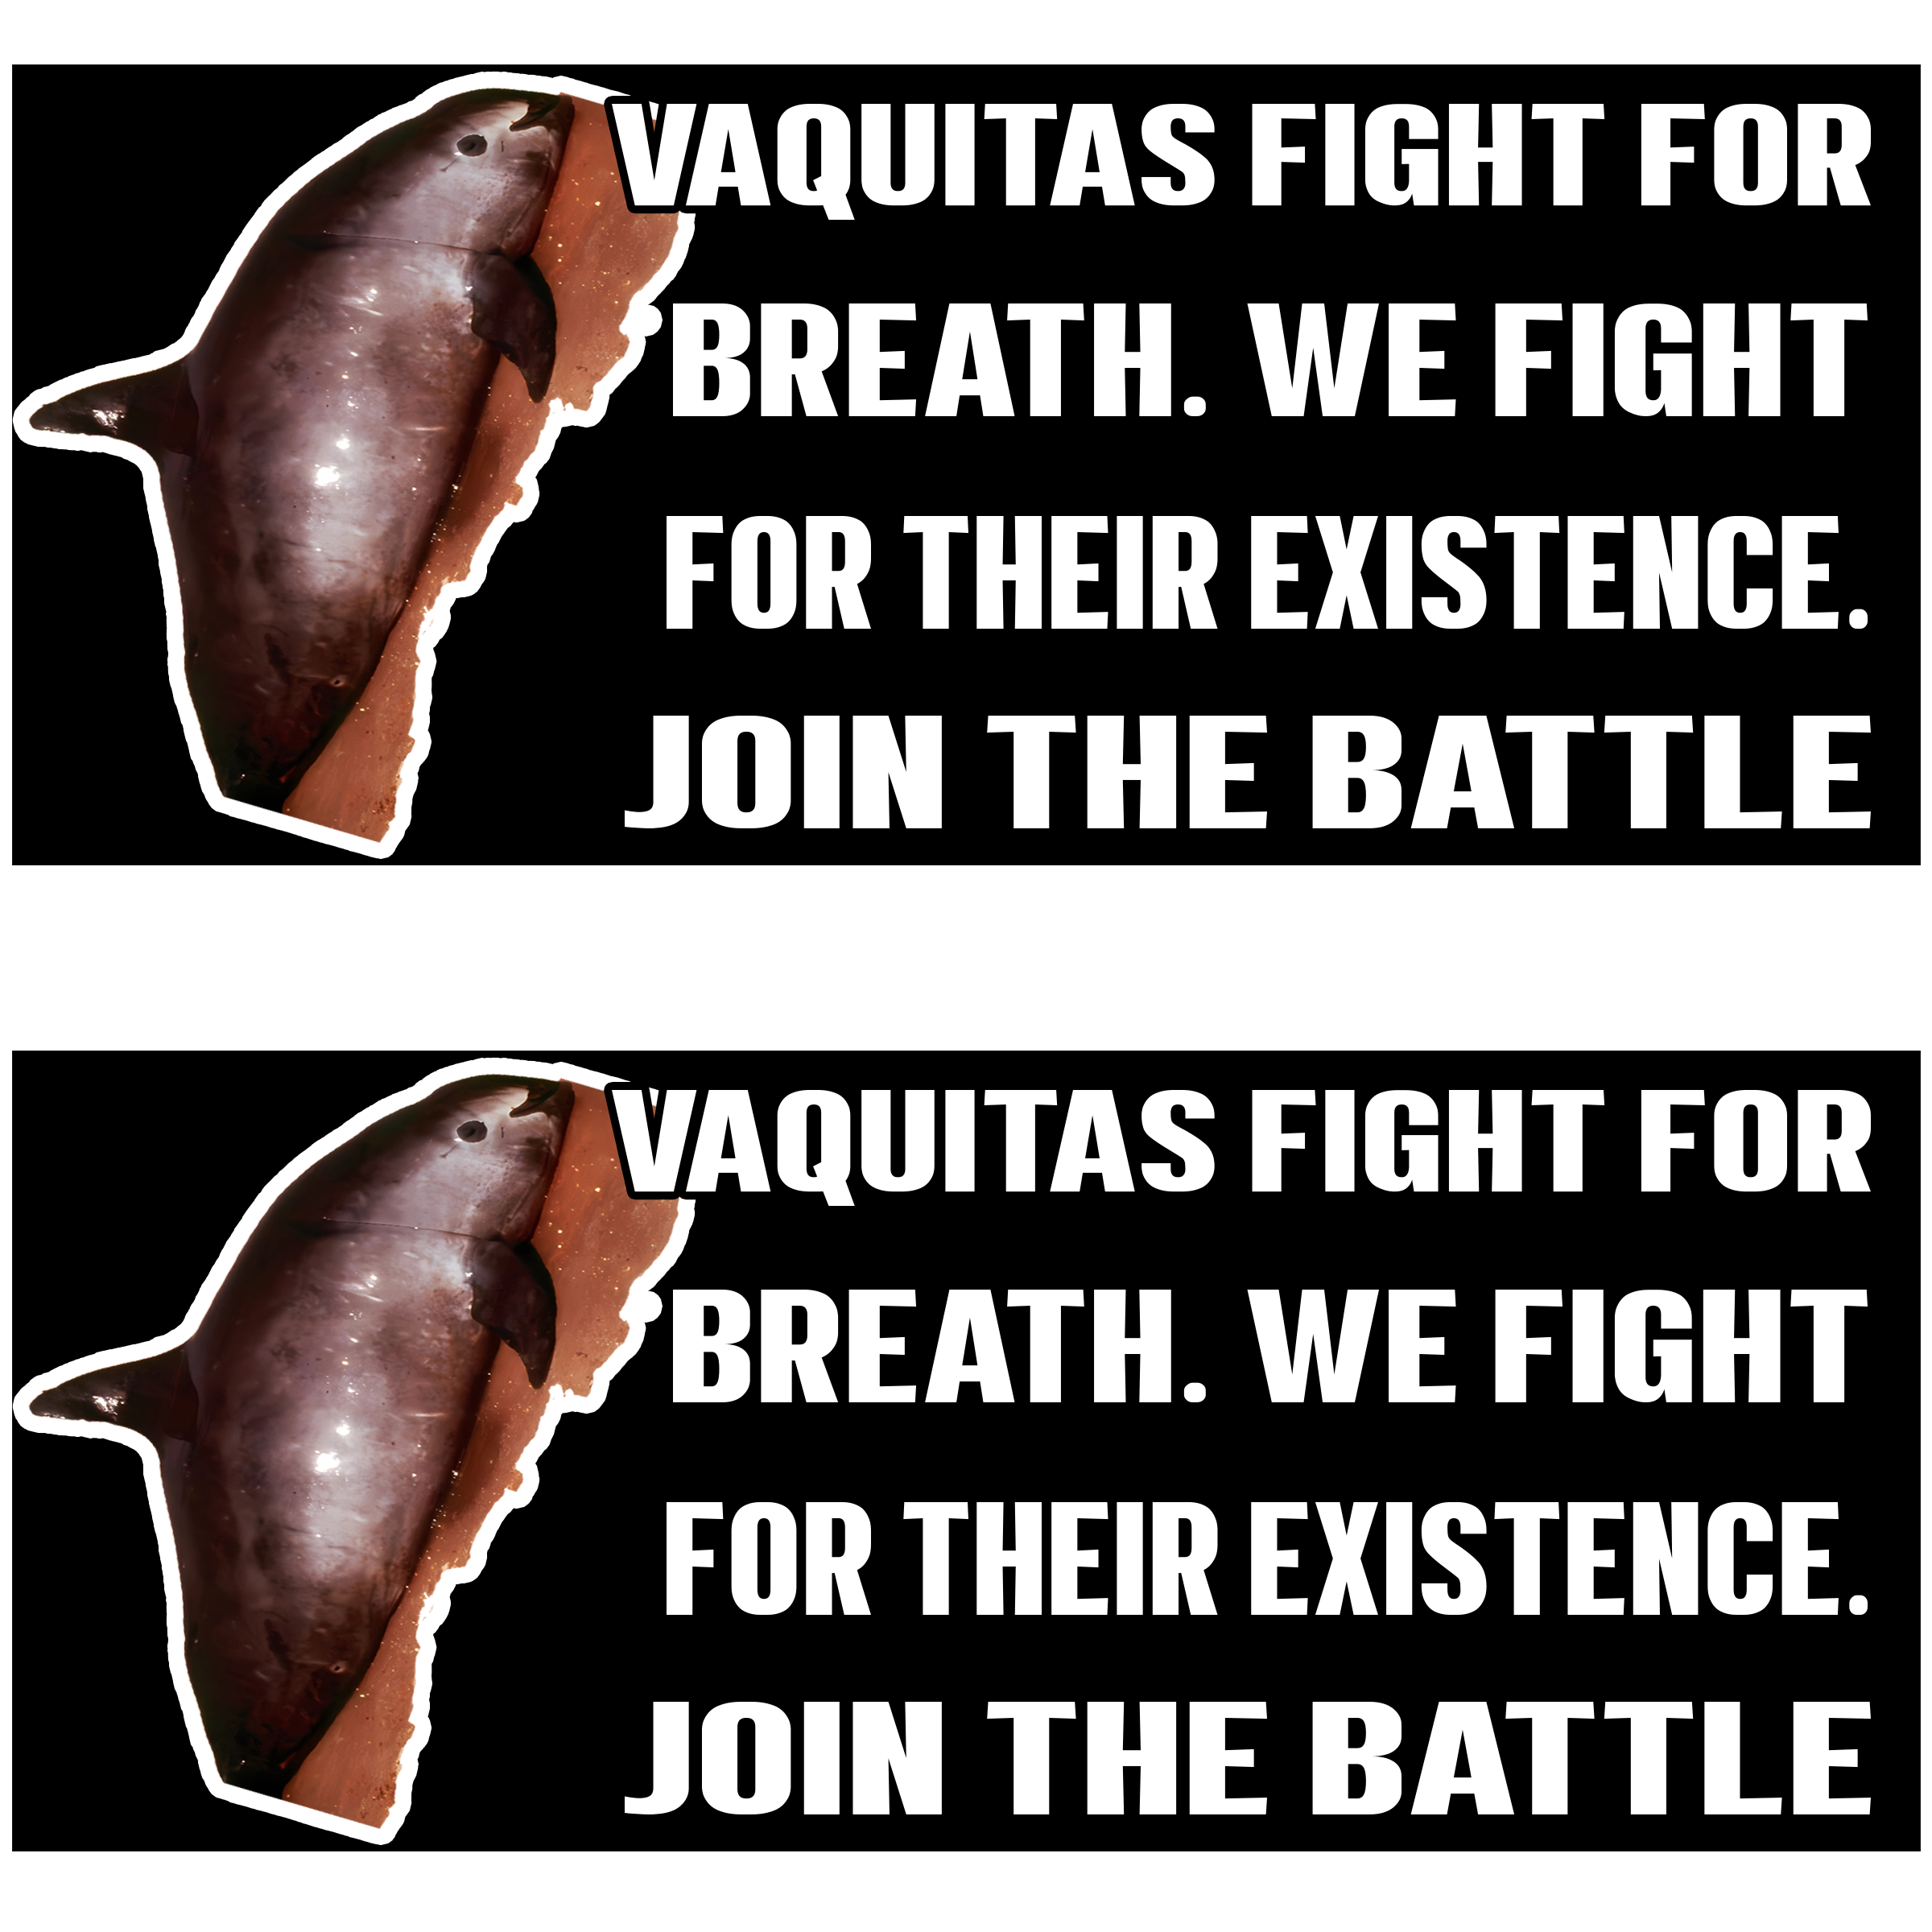 VAQUITAS FIGHT FOR
BREATH. WE FIGHT
FOR THEIR EXISTENCE.
JOIN THE BATTLE
VAQUITAS FIGHT FOR
BREATH. WE FIGHT
FOR THEIR EXISTENCE.
JOIN THE BATTLE